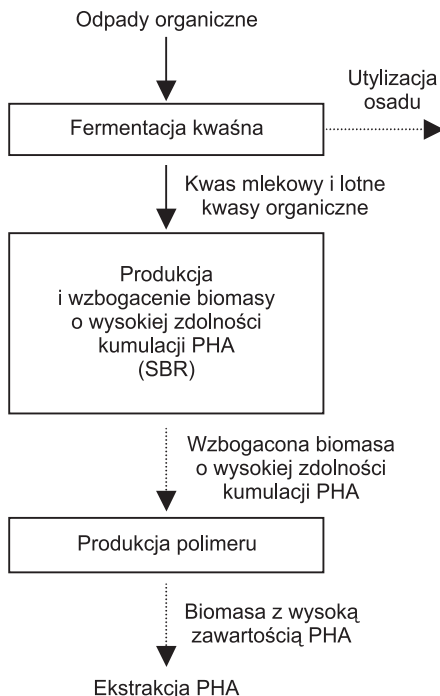 Odpady organiczne
Utylizacja
osadu
Fermentacja kwaśna
Kwas mlekowy i lotne
kwasy organiczne
Produkcja
i wzbogacenie biomasy
o wysokiej zdolności
kumulacji PHA
(SBR)
Wzbogacona biomasa
o wysokiej zdolności
kumulacji PHA
Produkcja polimeru
Biomasa z wysoką
zawartością PHA
Ekstrakcja PHA